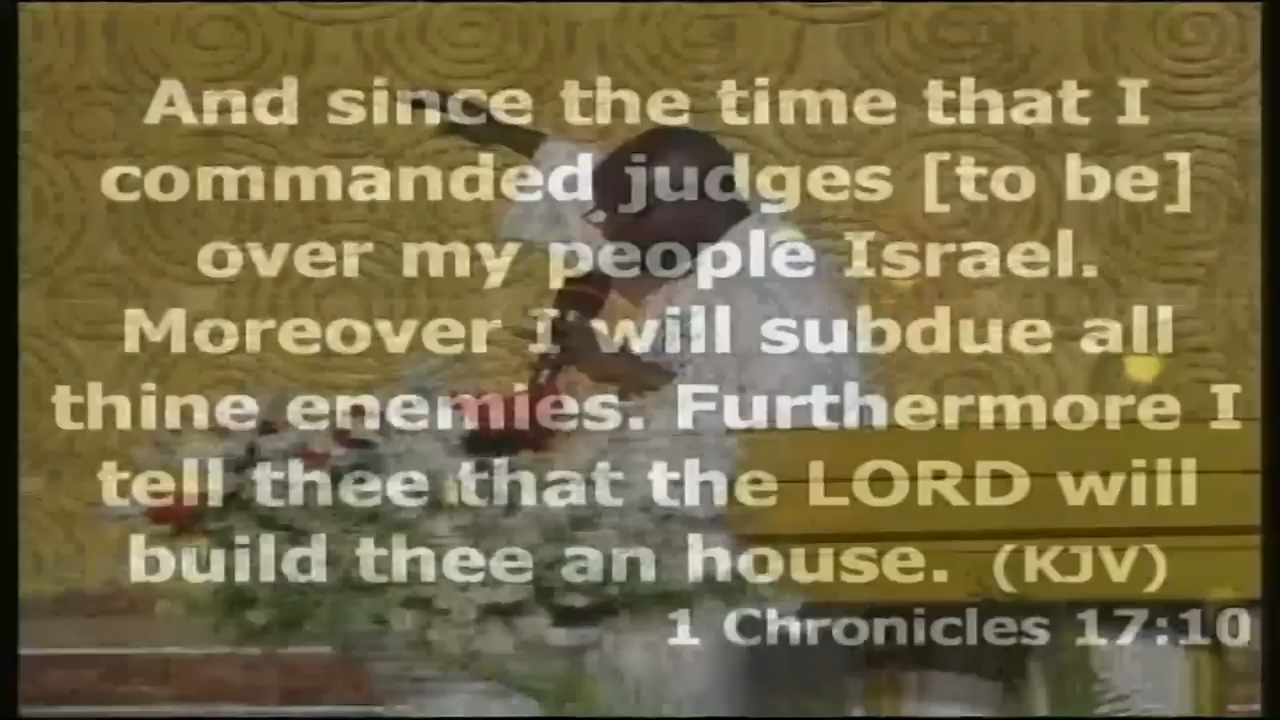 And since the time that I
commanded judges [to be]
over my people Israel.
Moreover I will subdue all
thine enemies. Furthermore I
tell thee that the LORD will
build thee an house. (KJV)
1 Chronicles 17:10